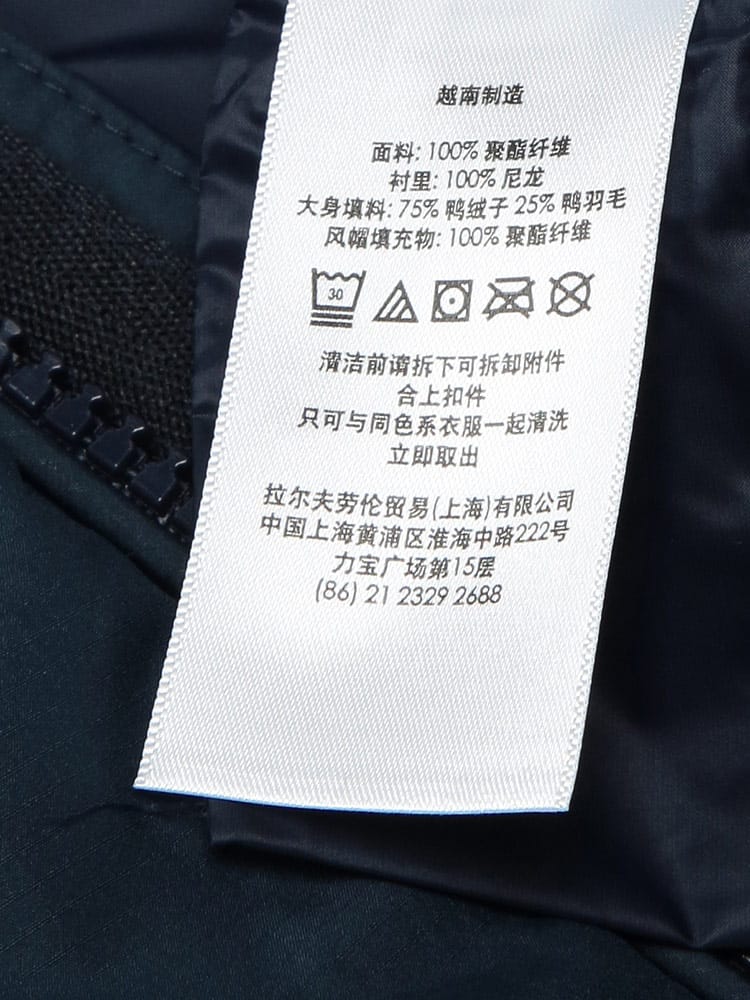 越南制造
面料: 100% 聚酯纤维
衬里: 100% 尼龙
大身填料: 75% 鸭绒子 25% 鸭羽毛
风帽填充物: 100% 聚酯纤维
30
清洁前请拆下可拆卸附件
合上扣件
只可与同色系衣服一起清洗
立即取出
拉尔夫劳伦贸易(上海)有限公司
中国上海黄浦区淮海中路222号
力宝广场第15层
(86) 21 2329 2688